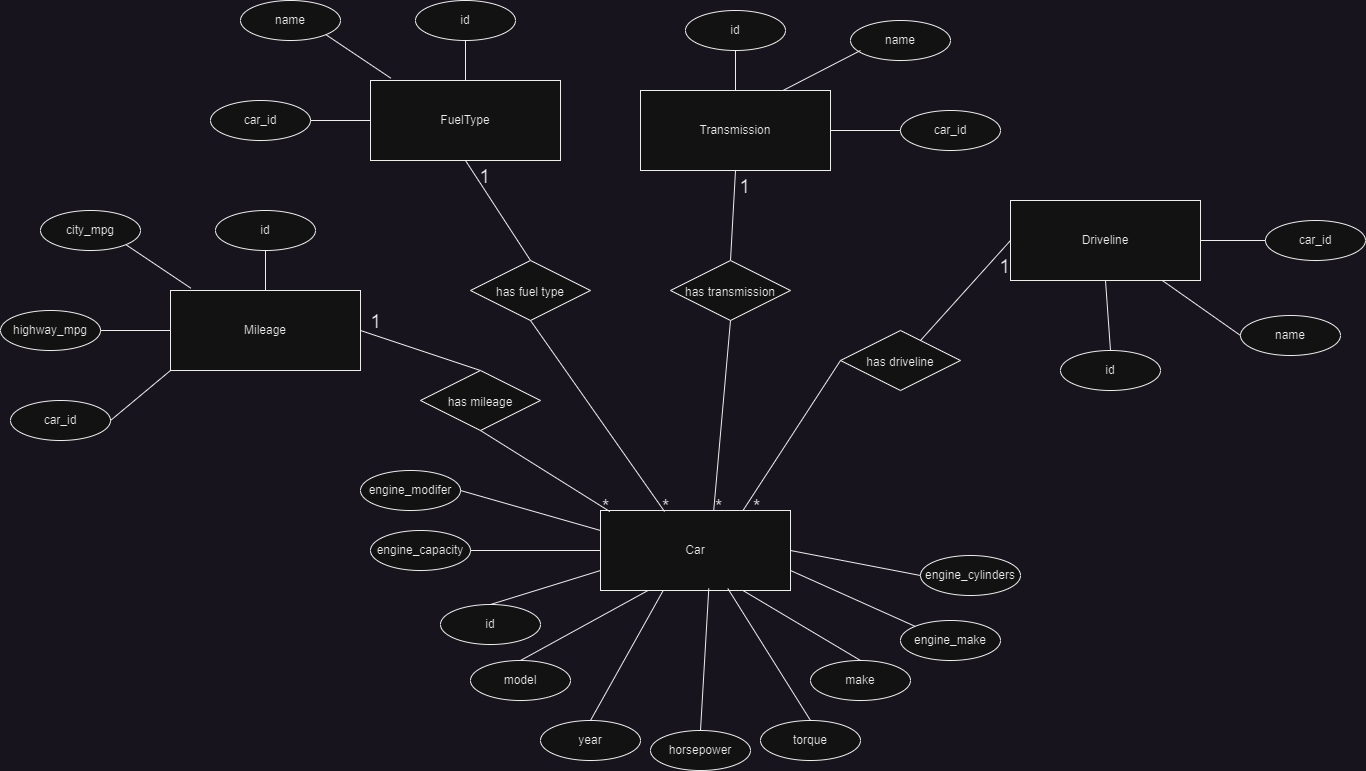 name
id
id
name
car_id
FuelType
Transmission
car_id
1
1
city_mpg
id
Driveline
car_id
1
has fuel type
has transmission
highway_mpg
Mileage
1
name
has driveline
id
has mileage
car_id
engine_modifer
*
*
*
*
engine_capacity
Car
engine_cylinders
id
engine_make
model
make
year
horsepower
torque